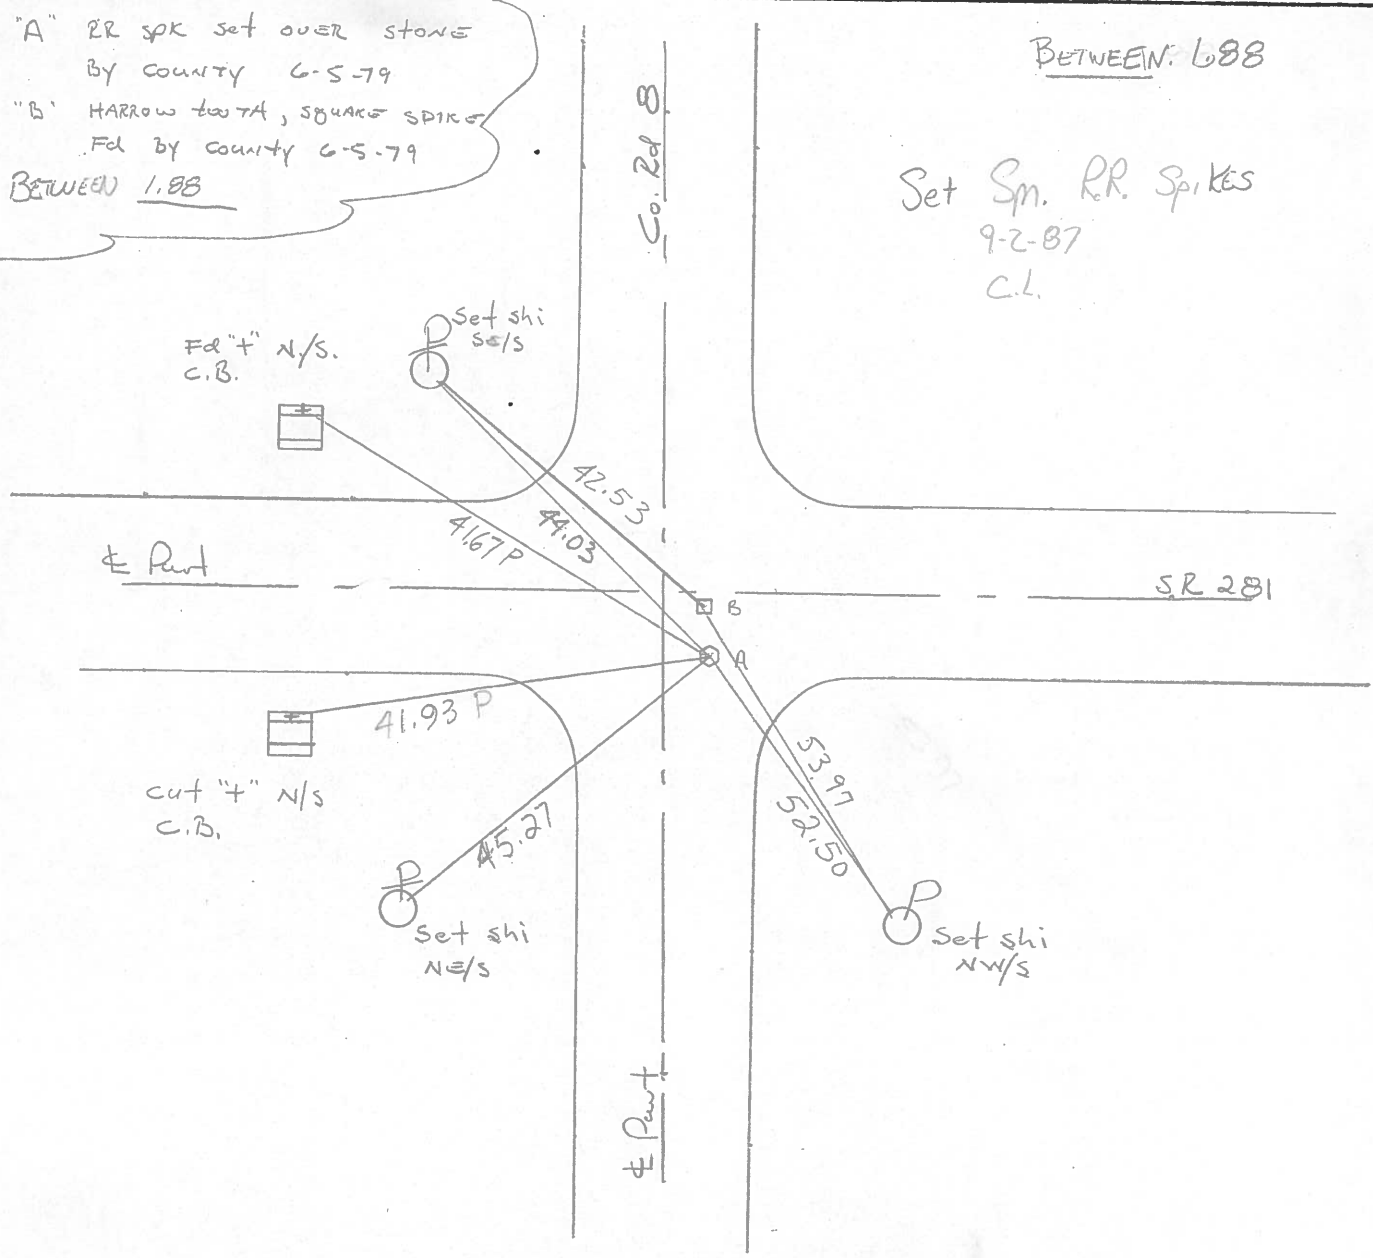 "A" RR spk set over stone
By county 6-5-79
"B" HARROW tooth, square spike
Fd By county 6-5-79
BETWEEN 1.88
BETWEEN: 1.88
Set Sm. R.R. Spikes
9-2-87
C.L.
Co. Rd 8
Set shi
SE/S
Fd "+" N/S.
C.B.
42.53
44.03
41.67 P
℄ Pav't
S.R 281
B
A
41.93 P
53.97
52.50
45.27
cut "+" N/S
C.B.
P
P
P
Set shi
NE/S
Set shi
NW/S
℄ Pav't